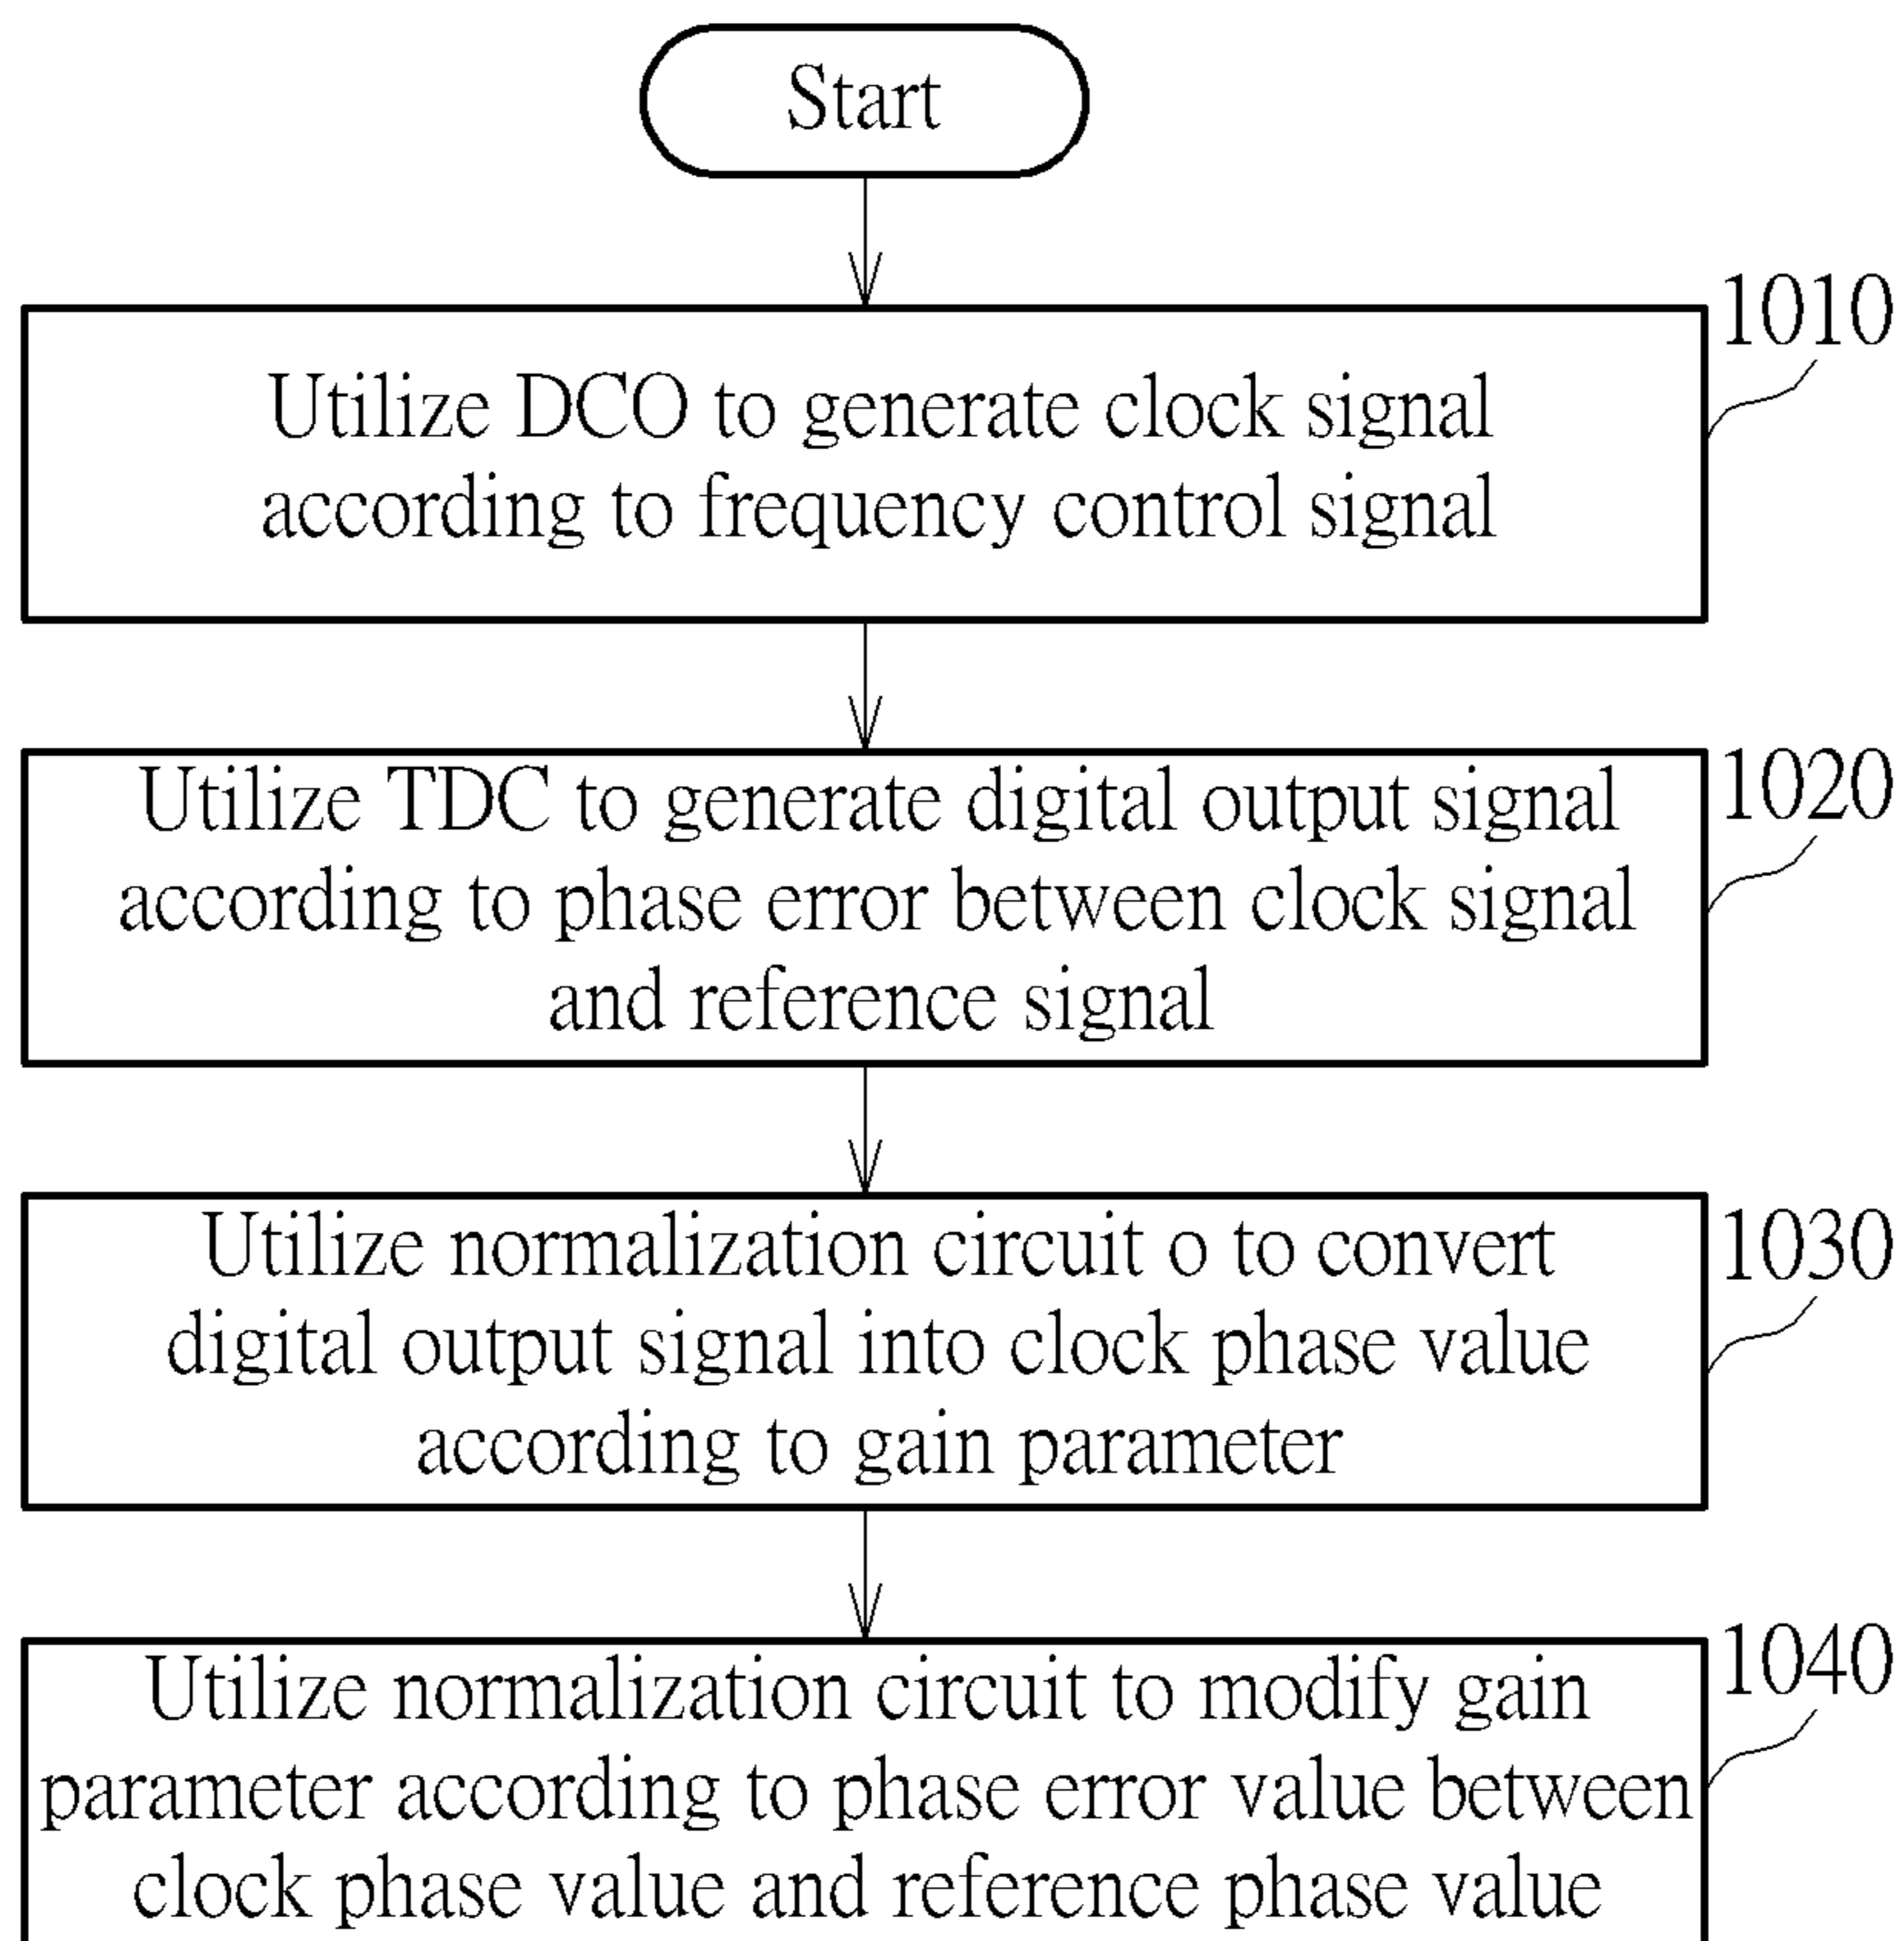 Start
1010
Utilize DCO to generate clock signal
according to frequency control signal
1020
Utilize TDC to generate digital output signal
according to phase error between clock signal
and reference signal
1030
Utilize normalization circuit o to convert
digital output signal into clock phase value
according to gain parameter
1040
Utilize normalization circuit to modify gain
parameter according to phase error value between
clock phase value and reference phase value